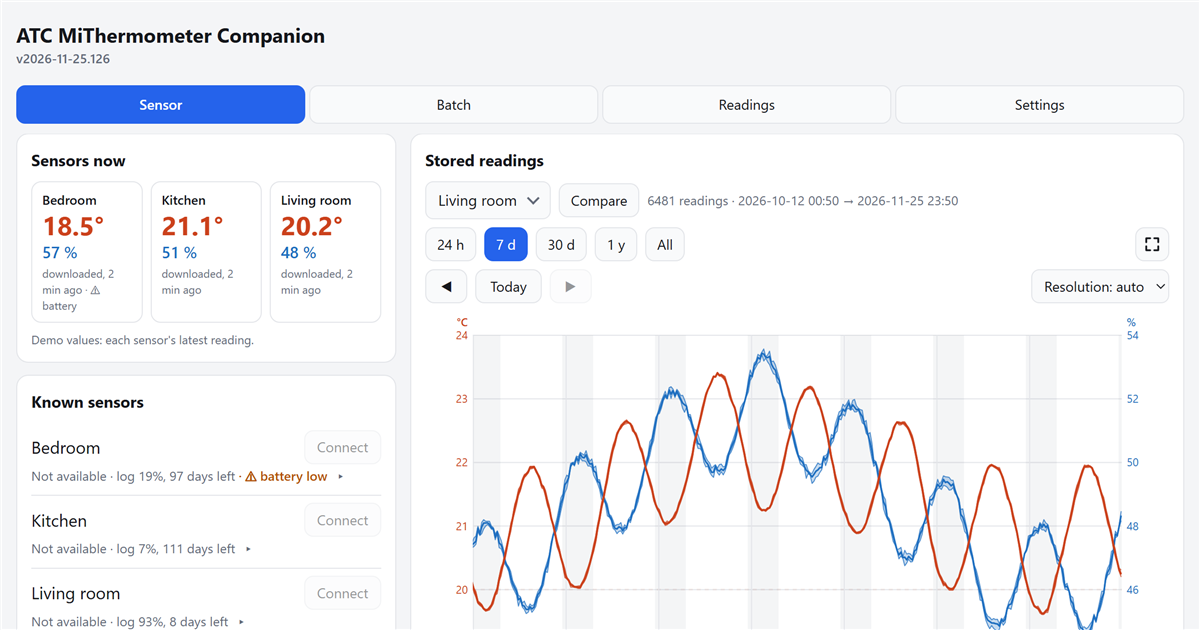 ATC MiThermometer Companion
v2026-11-25.126
Sensor
Batch
Readings
Settings
Sensors now
Bedroom
18.5°
57 %
downloaded, 2
min ago · ⚠
battery
Kitchen
21.1°
51 %
downloaded, 2
min ago
Living room
20.2°
48 %
downloaded, 2
min ago
Demo values: each sensor's latest reading.
Known sensors
Bedroom
Connect
Not available · log 19%, 97 days left · ⚠ battery low ▸
Kitchen
Connect
Not available · log 7%, 111 days left ▸
Living room
Connect
Not available · log 93%, 8 days left ▸
Stored readings
Living room
Compare
6481 readings · 2026-10-12 00:50 → 2026-11-25 23:50
24 h
7 d
30 d
1 y
All
◀
Today
▶
Resolution: auto
°C
%
24
54
23
52
22
50
21
48
20
46